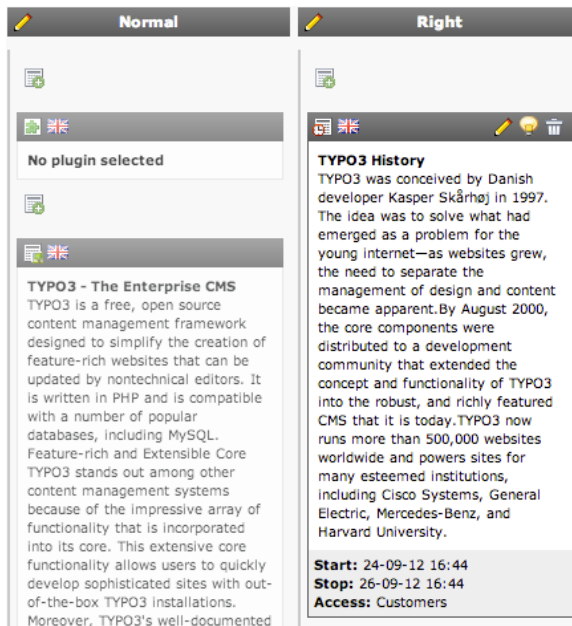 Normal
No plugin selected
TYPO3 - The Enterprise CMS
TYPO3 is a free, open source
content management framework
designed to simplify the creation of
feature-rich websites that can be
updated by nontechnical editors. It
is written in PHP and is compatible
with a number of popular
databases, including MySQL.
Feature-rich and Extensible Core
TYPO3 stands out among other
content management systems
because of the impressive array of
functionality that is incorporated
into its core. This extensive core
functionality allows users to quickly
develop sophisticated sites with out-
of-the-box TYPO3 installations.
Moreover, TYPO3's well-documented
Right
TYPO3 History
TYPO3 was conceived by Danish
developer Kasper Skårhøj in 1997.
The idea was to solve what had
emerged as a problem for the
young internet—as websites grew,
the need to separate the
management of design and content
became apparent.By August 2000,
the core components were
distributed to a development
community that extended the
concept and functionality of TYPO3
into the robust, and richly featured
CMS that it is today.TYPO3 now
runs more than 500,000 websites
worldwide and powers sites for
many esteemed institutions,
including Cisco Systems, General
Electric, Mercedes-Benz, and
Harvard University.
Start: 24-09-12 16:44
Stop: 26-09-12 16:44
Access: Customers